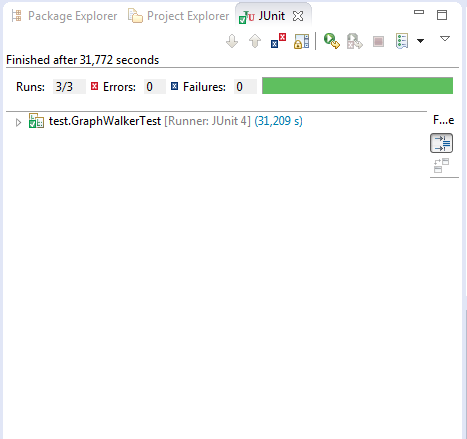 Package Explorer Project Explorer JUnit
Finished after 31,772 seconds
Runs: 3/3 Errors: 0 Failures: 0
test.GraphWalkerTest [Runner: JUnit 4] (31,209 s)
F...e